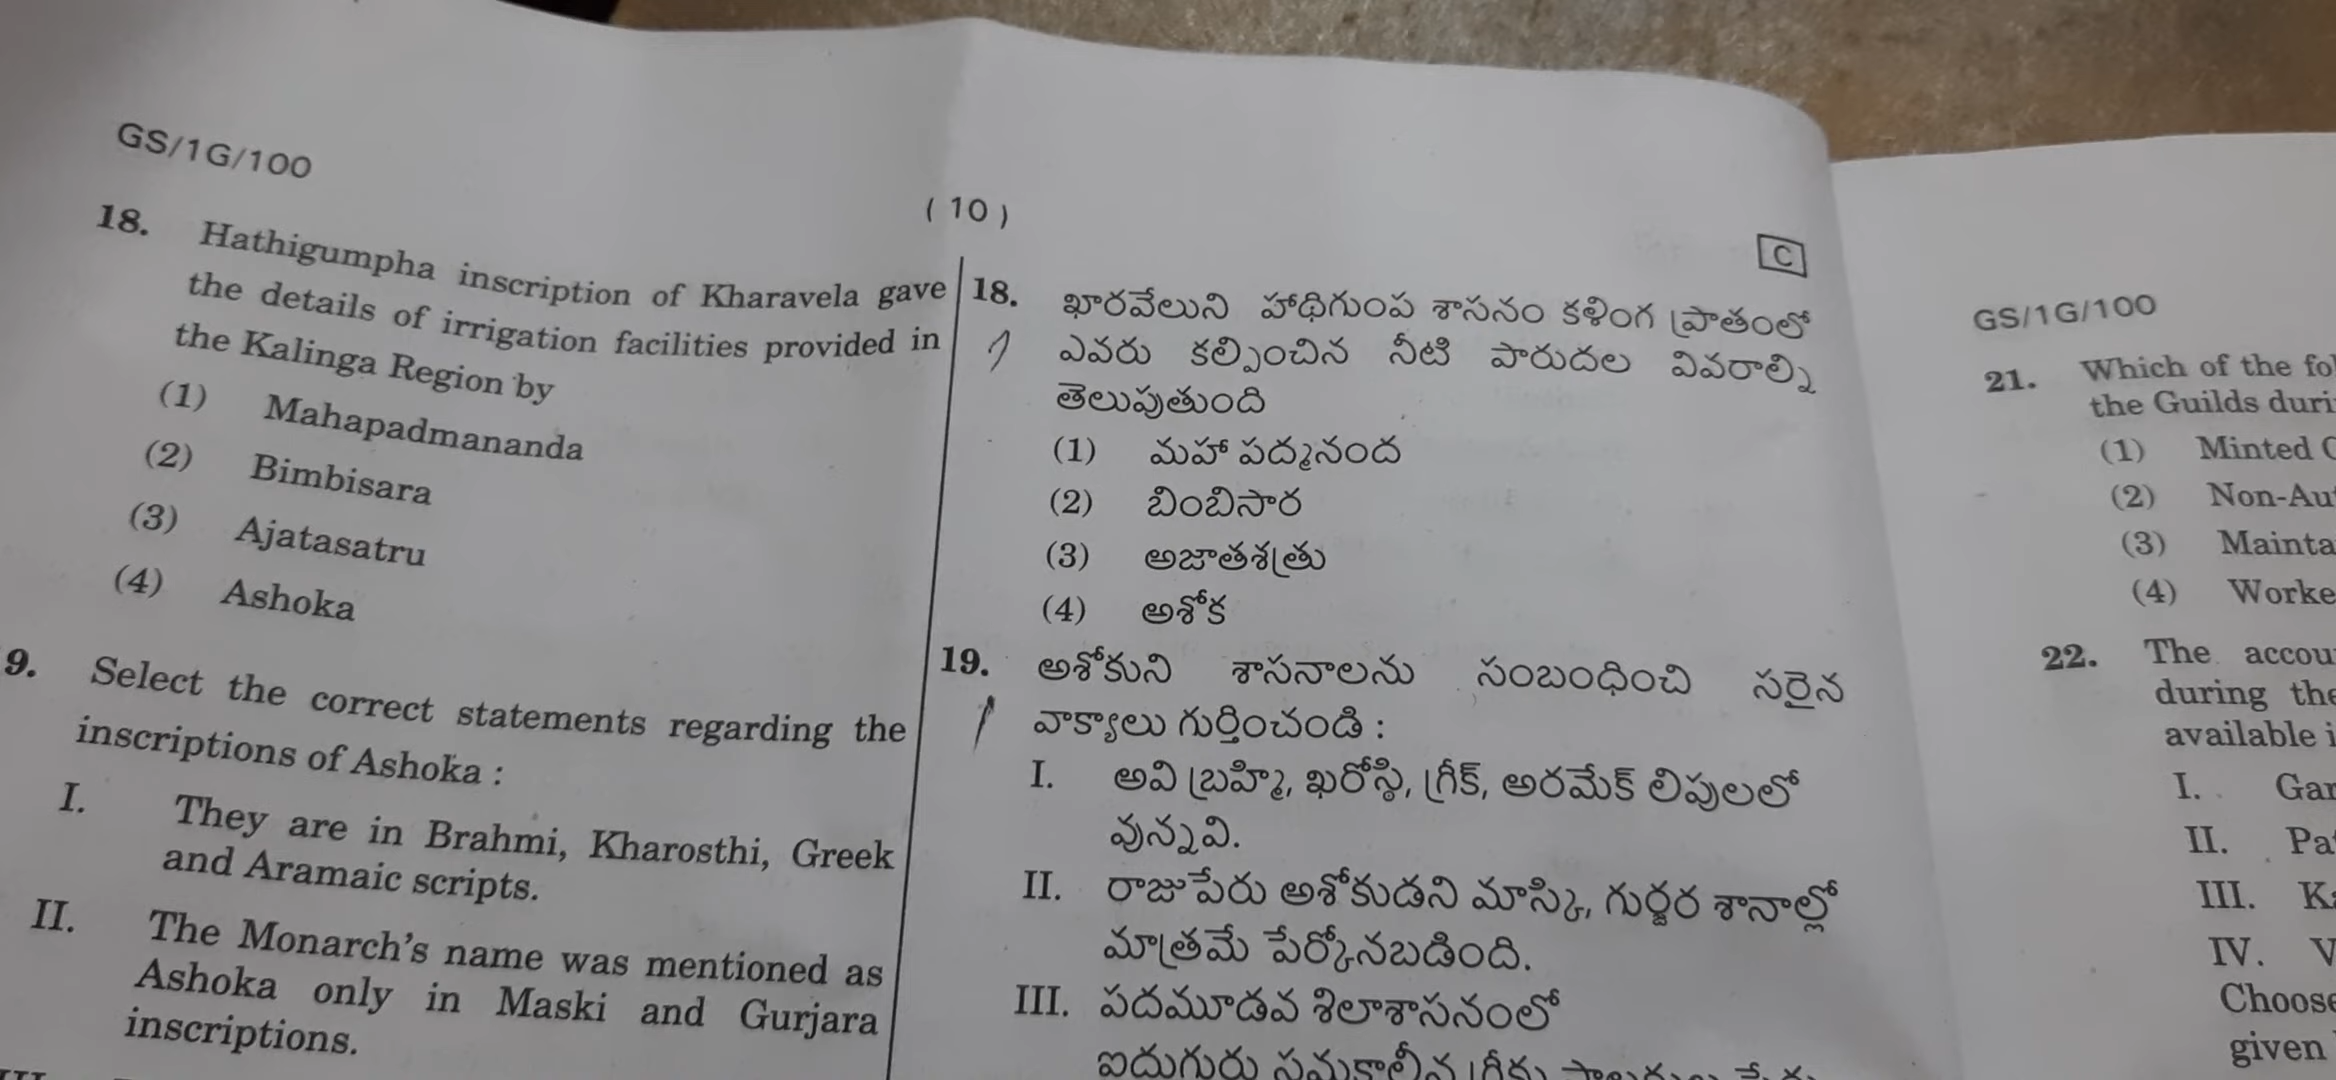 GS/1G/100
( 10 )
C
18. Hathigumpha inscription of Kharavela gave
the details of irrigation facilities provided in
the Kalinga Region by
(1) Mahapadmananda
(2) Bimbisara
(3) Ajatasatru
(4) Ashoka
9. Select the correct statements regarding the
inscriptions of Ashoka :
I. They are in Brahmi, Kharosthi, Greek
and Aramaic scripts.
II. The Monarch's name was mentioned as
Ashoka only in Maski and Gurjara
inscriptions.
18. ఖారవేలుని హాథిగుంప శాసనం కళింగ ప్రాతంలో
ఎవరు కల్పించిన నీటి పారుదల వివరాల్ని
తెలుపుతుంది
(1) మహా పద్మనంద
(2) బింబిసార
(3) అజాతశత్రు
(4) అశోక
19. అశోకుని శాసనాలను సంబంధించి సరైన
వాక్యాలు గుర్తించండి :
I. అవి బ్రహ్మి, ఖరోస్థి, గ్రీక్, అరమేక్ లిపులలో
వున్నవి.
II. రాజుపేరు అశోకుడని మాస్కి, గుర్జర శానాల్లో
మాత్రమే పేర్కోనబడింది.
III. పదమూడవ శిలాశాసనంలో
ఐదుగురు సమకాలీన గ్రీకు
GS/1G/100
21. Which of the fol
the Guilds duri
(1) Minted
(2) Non-Aut
(3) Mainta
(4) Worke
22. The accou
during the
available i
I. Gar
II. Pa
III. K
IV. V
Choose
given